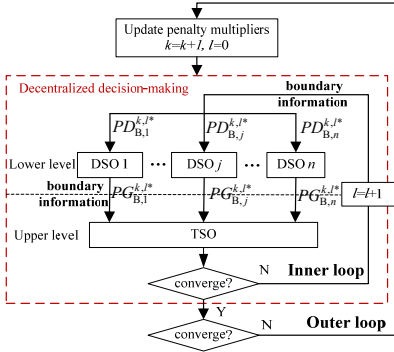 Update penalty multipliers
k=k+1, l=0
Decentralized decision-making
boundary
information
PD^{k,l*}_{B,1} PD^{k,l*}_{B,j} PD^{k,l*}_{B,n}
Lower level DSO 1 ... DSO j ... DSO n
boundary
information
PG^{k,l*}_{B,1} PG^{k,l*}_{B,j} PG^{k,l*}_{B,n}
l=l+1
Upper level TSO
converge? N Inner loop
Y
converge? N Outer loop